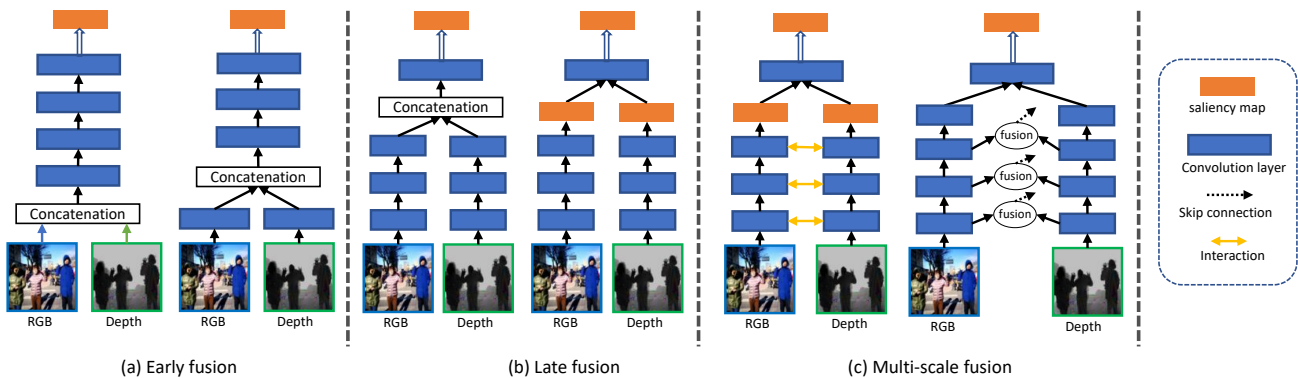 Concatenation
RGB
Depth
Concatenation
RGB
Depth
(a) Early fusion
Concatenation
RGB
Depth
RGB
Depth
(b) Late fusion
RGB
Depth
fusion
fusion
fusion
RGB
Depth
(c) Multi-scale fusion
saliency map
Convolution layer
Skip connection
Interaction